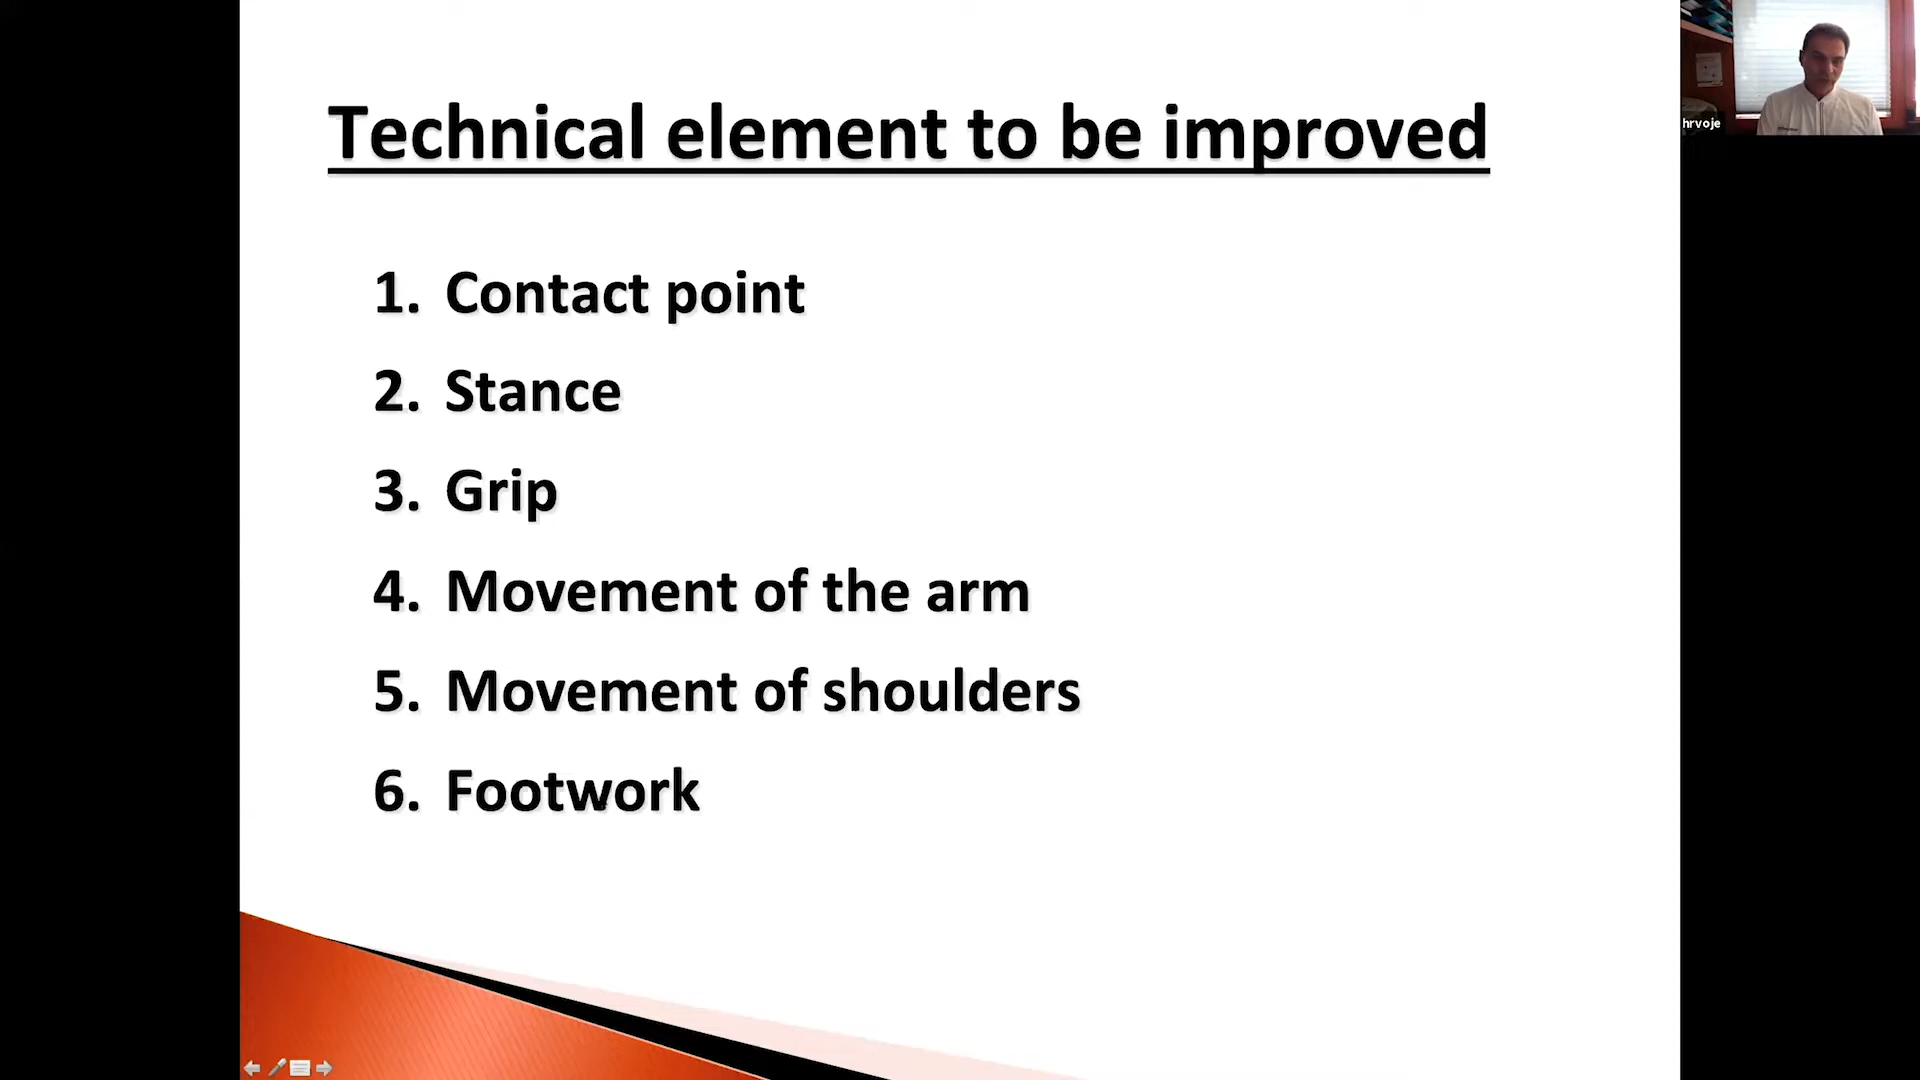 Technical element to be improved
1. Contact point
2. Stance
3. Grip
4. Movement of the arm
5. Movement of shoulders
6. Footwork
hrvoje